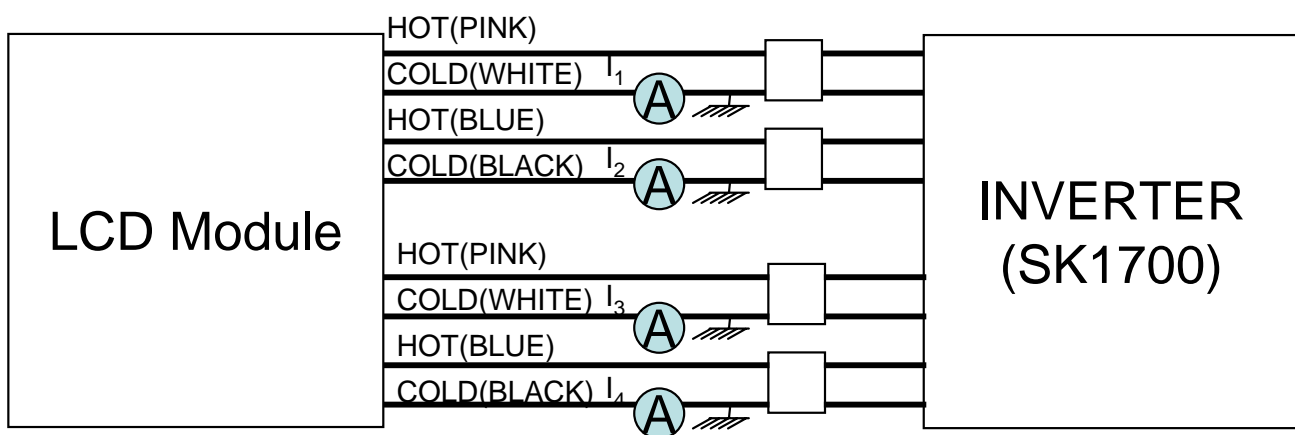 HOT(PINK)
COLD(WHITE) I1
A
HOT(BLUE)
COLD(BLACK) I2
A
LCD Module
INVERTER
(SK1700)
HOT(PINK)
COLD(WHITE) I3
A
HOT(BLUE)
COLD(BLACK) I4
A